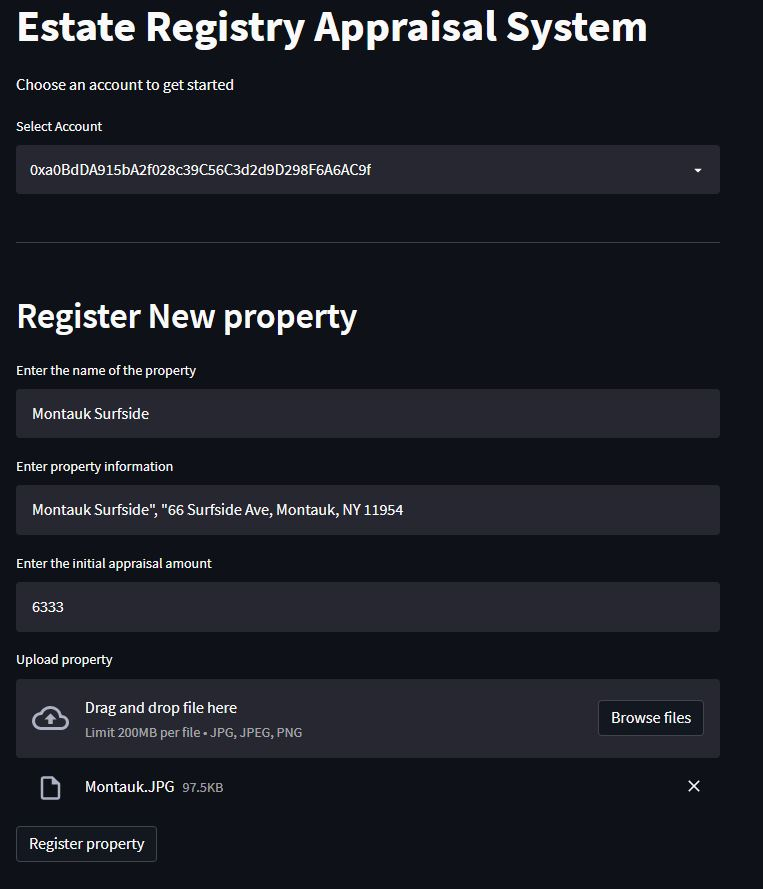 Estate Registry Appraisal System
Choose an account to get started
Select Account
0xa0BdDA915bA2f028c39C56C3d2d9D298F6A6AC9f
Register New property
Enter the name of the property
Montauk Surfside
Enter property information
Montauk Surfside", "66 Surfside Ave, Montauk, NY 11954
Enter the initial appraisal amount
6333
Upload property
Drag and drop file here
Limit 200MB per file • JPG, JPEG, PNG
Browse files
Montauk.JPG 97.5KB
Register property